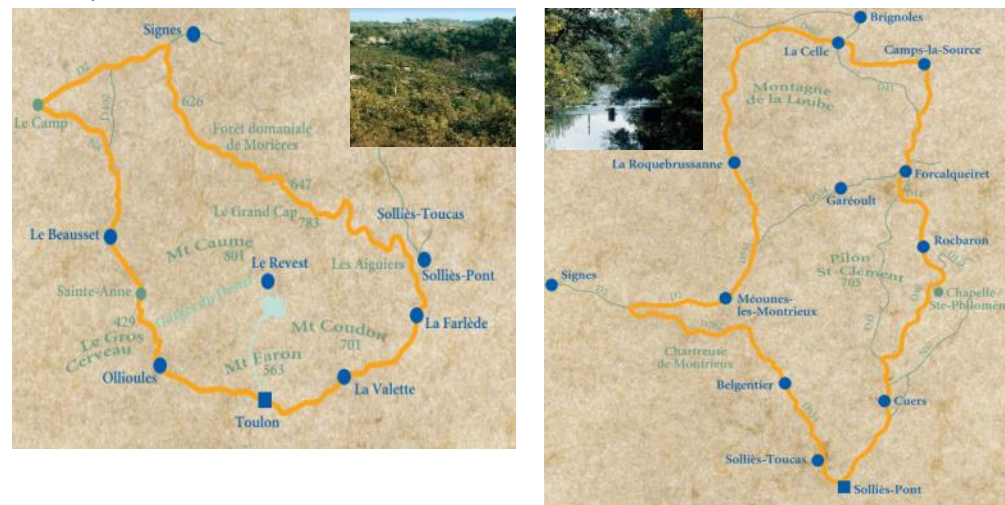 Signes
D2
D402
Le Camp
N8
626
Forêt domaniale
de Morières
647
Le Grand Cap
783
Solliès-Toucas
Le Beausset
Mt Caume
801
Le Revest
Les Aiguiers
Solliès-Pont
Sainte-Anne
La Farlède
429
Le Gros
Cerveau
Mt Coudon
701
Mt Faron
563
Ollioules
La Valette
Toulon
Brignoles
La Celle
Camps-la-Source
Montagne
de la Loube
La Roquebrussanne
Forcalqueiret
Garéoult
Rocbaron
Pilon
St-Clément
705
Signes
Chapelle
Ste-Philomène
Méounes-
les-Montrieux
Chartreuse
de Montrieux
Belgentier
Cuers
Solliès-Toucas
Solliès-Pont